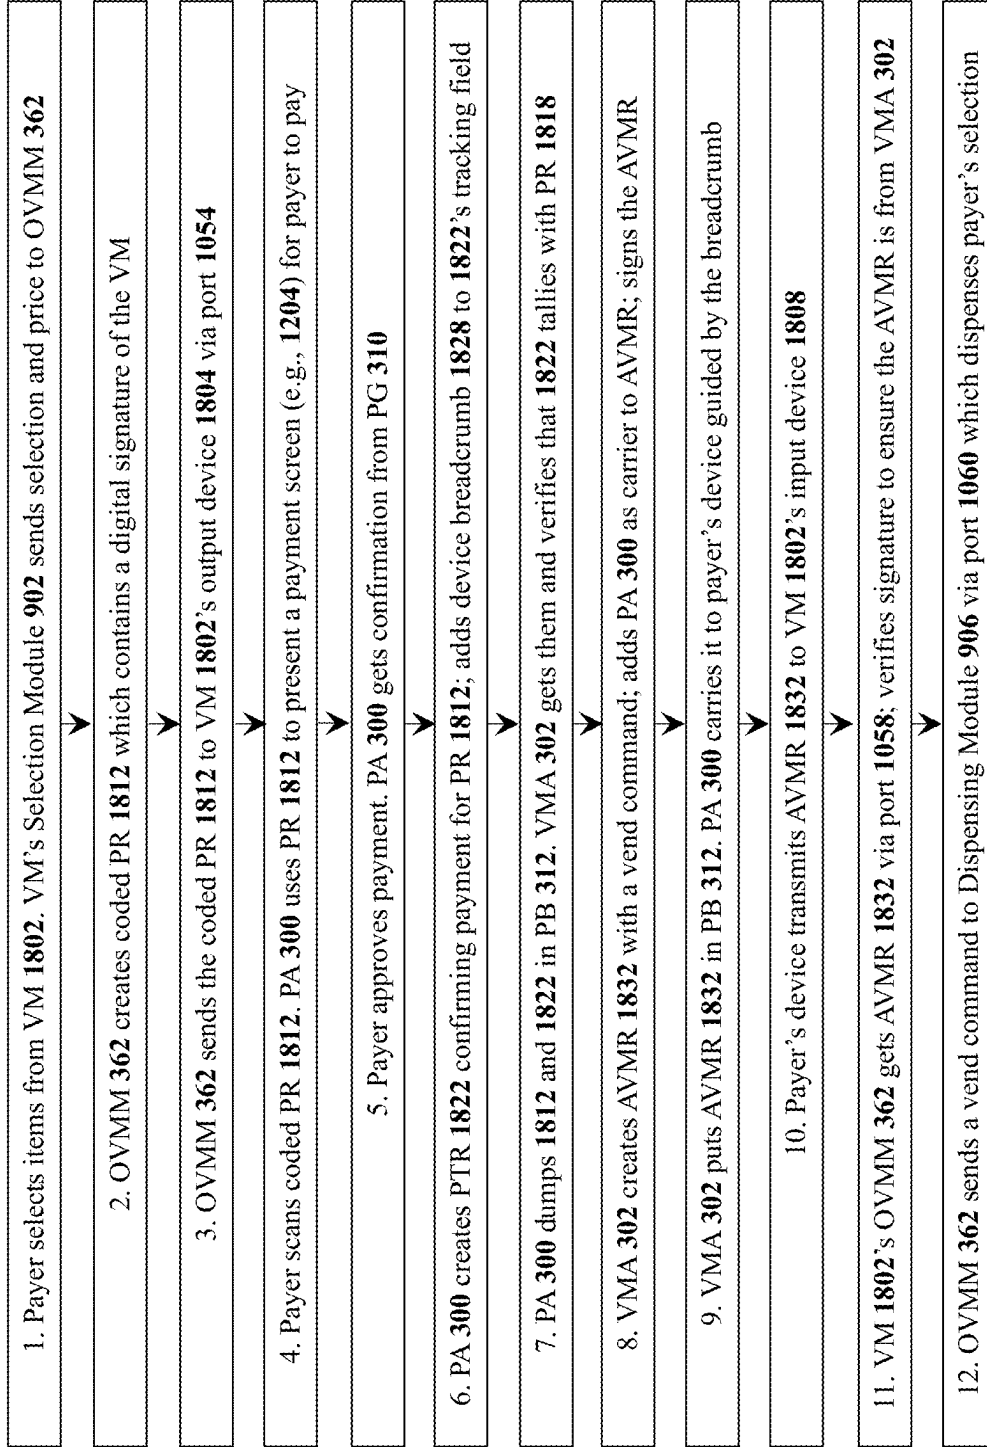 1. Payer selects items from VM 1802. VM’s Selection Module 902 sends selection and price to OVMM 362
2. OVMM 362 creates coded PR 1812 which contains a digital signature of the VM
3. OVMM 362 sends the coded PR 1812 to VM 1802’s output device 1804 via port 1054
4. Payer scans coded PR 1812. PA 300 uses PR 1812 to present a payment screen (e.g., 1204) for payer to pay
5. Payer approves payment. PA 300 gets confirmation from PG 310
6. PA 300 creates PTR 1822 confirming payment for PR 1812; adds device breadcrumb 1828 to 1822’s tracking field
7. PA 300 dumps 1812 and 1822 in PB 312. VMA 302 gets them and verifies that 1822 tallies with PR 1818
8. VMA 302 creates AVMR 1832 with a vend command; adds PA 300 as carrier to AVMR; signs the AVMR
9. VMA 302 puts AVMR 1832 in PB 312. PA 300 carries it to payer’s device guided by the breadcrumb
10. Payer’s device transmits AVMR 1832 to VM 1802’s input device 1808
11. VM 1802’s OVMM 362 gets AVMR 1832 via port 1058; verifies signature to ensure the AVMR is from VMA 302
12. OVMM 362 sends a vend command to Dispensing Module 906 via port 1060 which dispenses payer’s selection